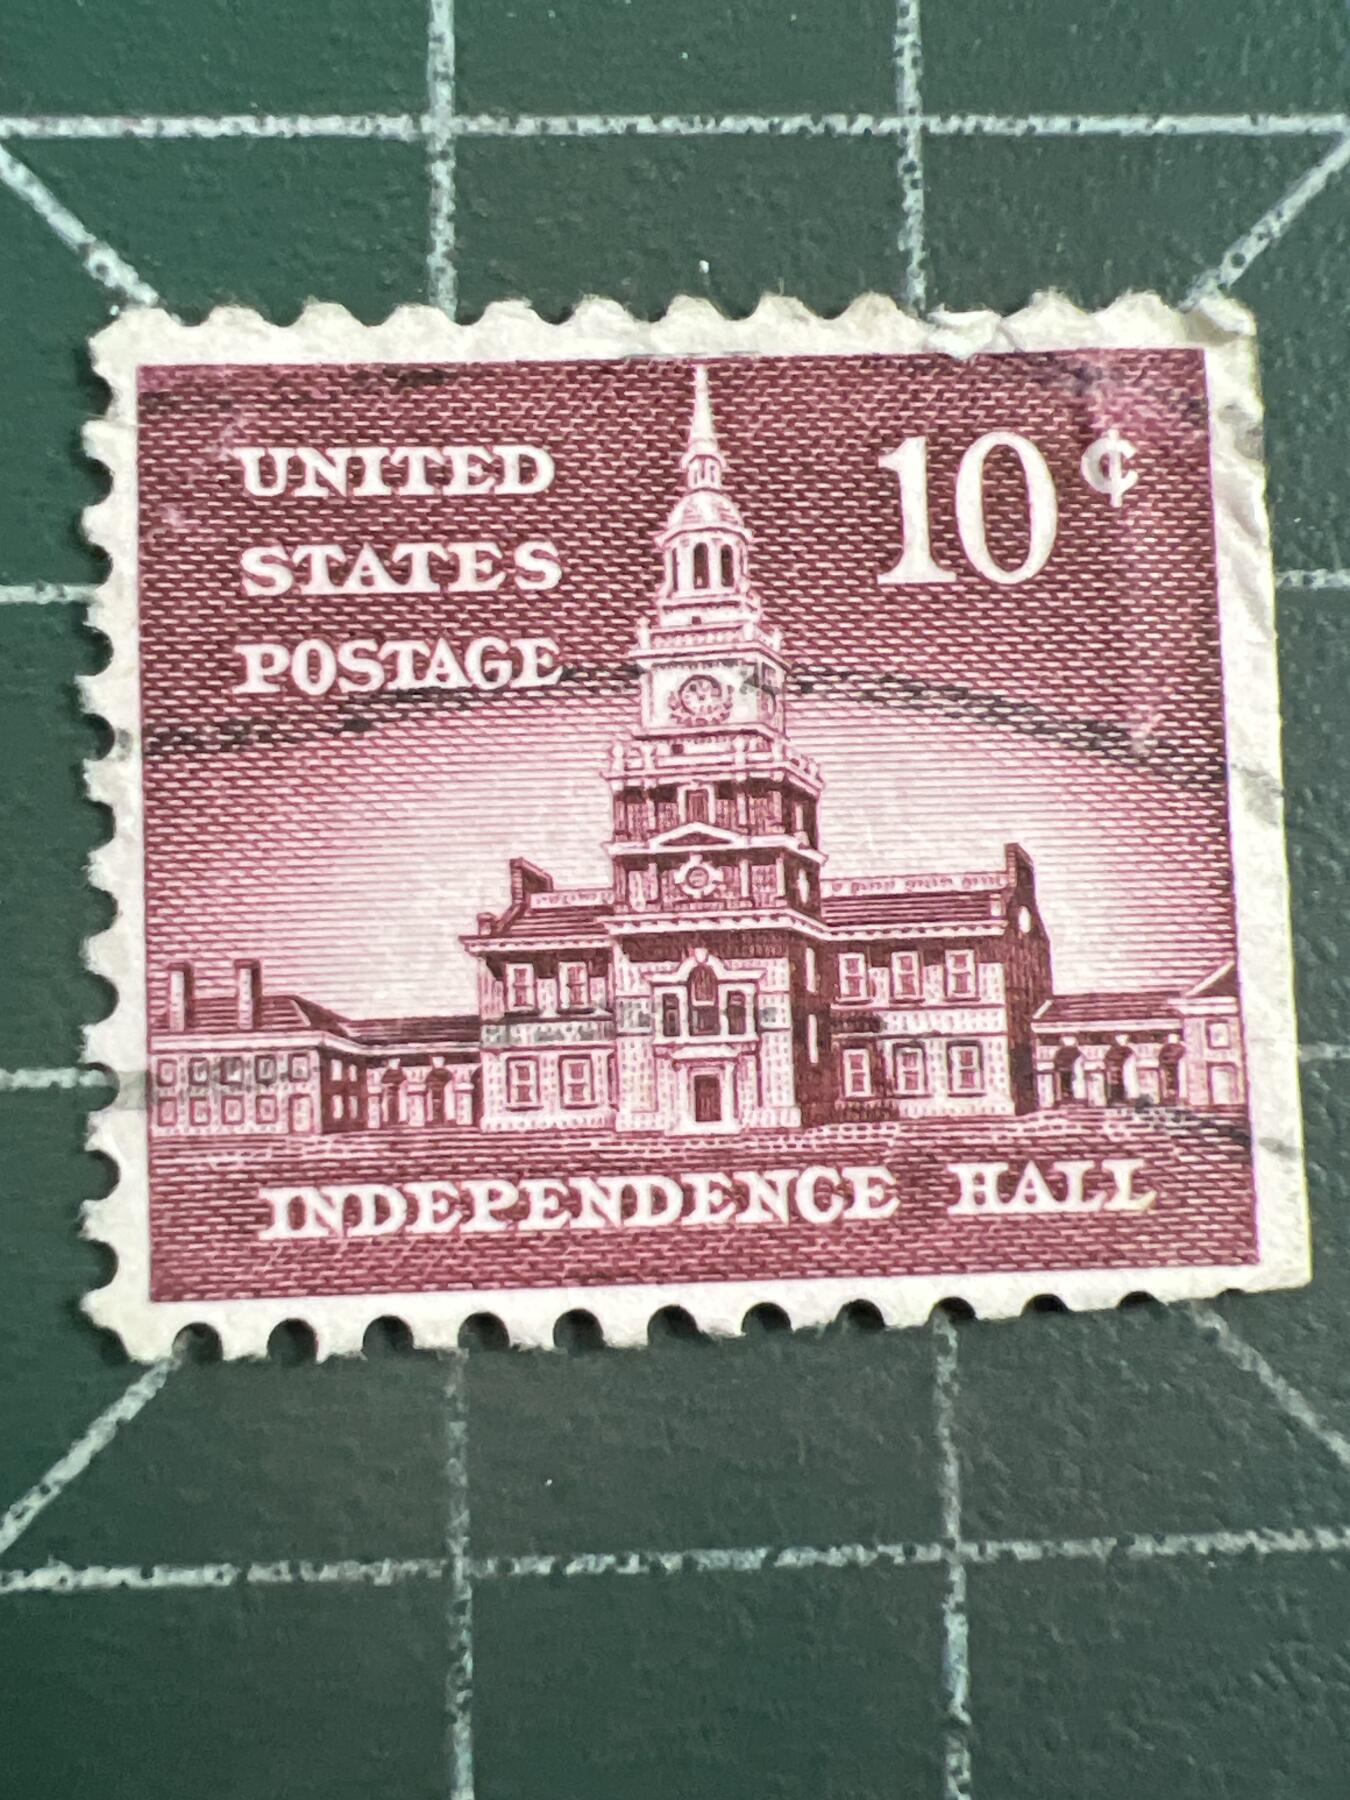 UNITED
STATES
POSTAGE
10¢
INDEPENDENCE HALL